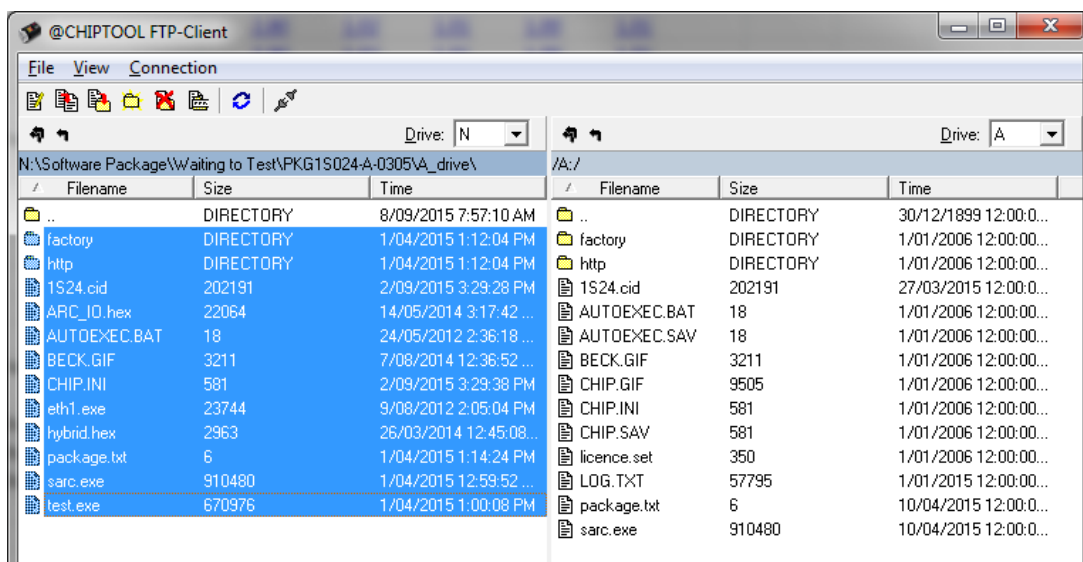 @CHIPTOOL FTP-Client
File View Connection
Drive: N Drive: A
N:\Software Package\Waiting to Test\PKG1S024-A-0305\A_drive\ /A:/
Filename Size Time Filename Size Time
.. DIRECTORY 8/09/2015 7:57:10 AM .. DIRECTORY 30/12/1899 12:00:0...
factory DIRECTORY 1/04/2015 1:12:04 PM factory DIRECTORY 1/01/2006 12:00:00...
http DIRECTORY 1/04/2015 1:12:04 PM http DIRECTORY 1/01/2006 12:00:00...
1S24.cid 202191 2/09/2015 3:29:28 PM 1S24.cid 202191 27/03/2015 12:00:0...
ARC_IO.hex 22064 14/05/2014 3:17:42 ... AUTOEXEC.BAT 18 1/01/2006 12:00:00...
AUTOEXEC.BAT 18 24/05/2012 2:36:18 ... AUTOEXEC.SAV 18 1/01/2006 12:00:00...
BECK.GIF 3211 7/08/2014 12:36:52 ... BECK.GIF 3211 1/01/2006 12:00:00...
CHIP.INI 581 2/09/2015 3:29:38 PM CHIP.GIF 9505 1/01/2006 12:00:00...
eth1.exe 23744 9/08/2012 2:05:04 PM CHIP.INI 581 1/01/2006 12:00:00...
hybrid.hex 2963 26/03/2014 12:45:08... CHIP.SAV 581 1/01/2006 12:00:00...
package.txt 6 1/04/2015 1:14:24 PM licence.set 350 1/01/2006 12:00:00...
sarc.exe 910480 1/04/2015 12:59:52 ... LOG.TXT 57795 1/01/2015 12:00:00...
test.exe 670976 1/04/2015 1:00:08 PM package.txt 6 10/04/2015 12:00:0...
sarc.exe 910480 10/04/2015 12:00:0...